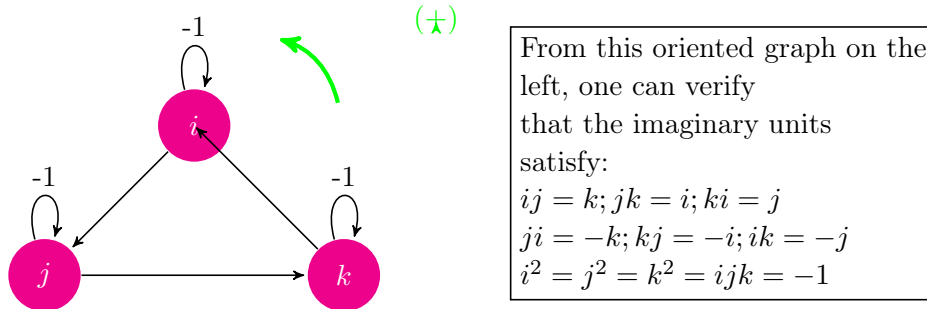 (+)
-1
i
-1
-1
j
k
From this oriented graph on the
left, one can verify
that the imaginary units
satisfy:
ij = k; jk = i; ki = j
ji = −k; kj = −i; ik = −j
i² = j² = k² = ijk = −1